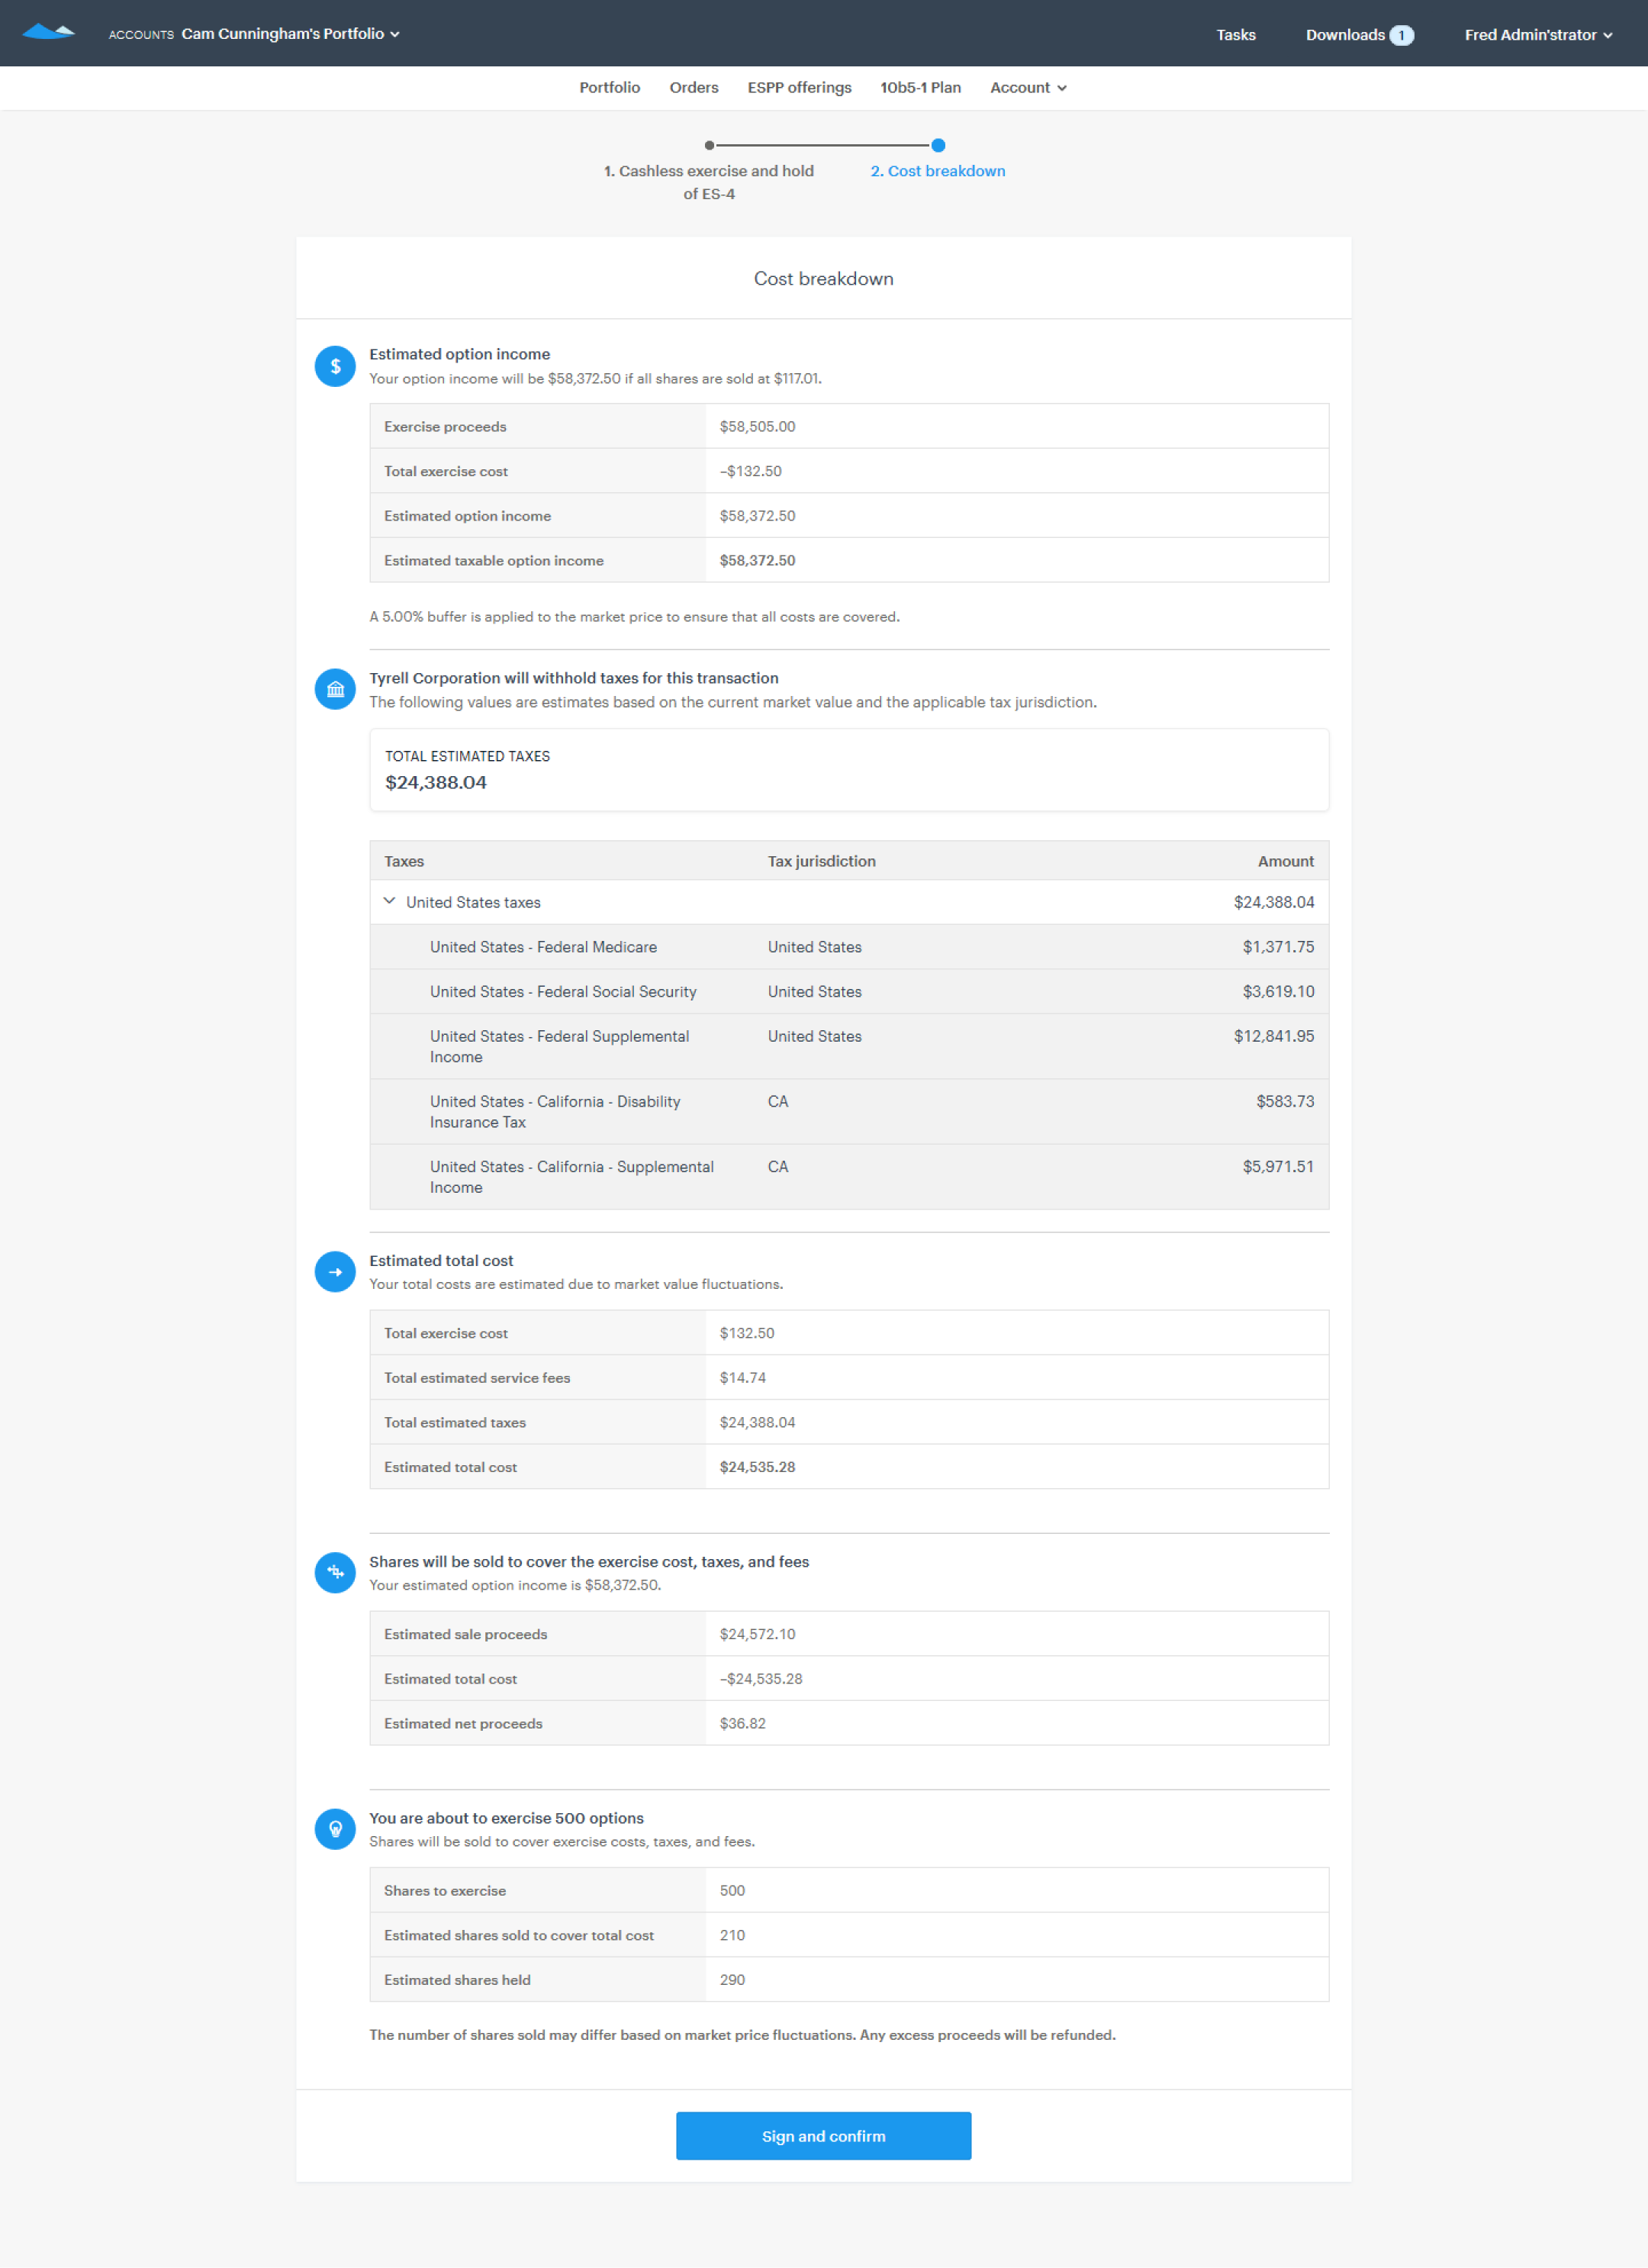 ACCOUNTS Cam Cunningham's Portfolio
Tasks Downloads 1 Fred Admin'strator
Portfolio Orders ESPP offerings 10b5-1 Plan Account
1. Cashless exercise and hold
of ES-4
2. Cost breakdown
Cost breakdown
Estimated option income
Your option income will be $58,372.50 if all shares are sold at $117.01.
Exercise proceeds $58,505.00
Total exercise cost –$132.50
Estimated option income $58,372.50
Estimated taxable option income $58,372.50
A 5.00% buffer is applied to the market price to ensure that all costs are covered.
Tyrell Corporation will withhold taxes for this transaction
The following values are estimates based on the current market value and the applicable tax jurisdiction.
TOTAL ESTIMATED TAXES
$24,388.04
Taxes Tax jurisdiction Amount
United States taxes $24,388.04
United States - Federal Medicare United States $1,371.75
United States - Federal Social Security United States $3,619.10
United States - Federal Supplemental United States $12,841.95
Income
United States - California - Disability CA $583.73
Insurance Tax
United States - California - Supplemental CA $5,971.51
Income
Estimated total cost
Your total costs are estimated due to market value fluctuations.
Total exercise cost $132.50
Total estimated service fees $14.74
Total estimated taxes $24,388.04
Estimated total cost $24,535.28
Shares will be sold to cover the exercise cost, taxes, and fees
Your estimated option income is $58,372.50.
Estimated sale proceeds $24,572.10
Estimated total cost –$24,535.28
Estimated net proceeds $36.82
You are about to exercise 500 options
Shares will be sold to cover exercise costs, taxes, and fees.
Shares to exercise 500
Estimated shares sold to cover total cost 210
Estimated shares held 290
The number of shares sold may differ based on market price fluctuations. Any excess proceeds will be refunded.
Sign and confirm